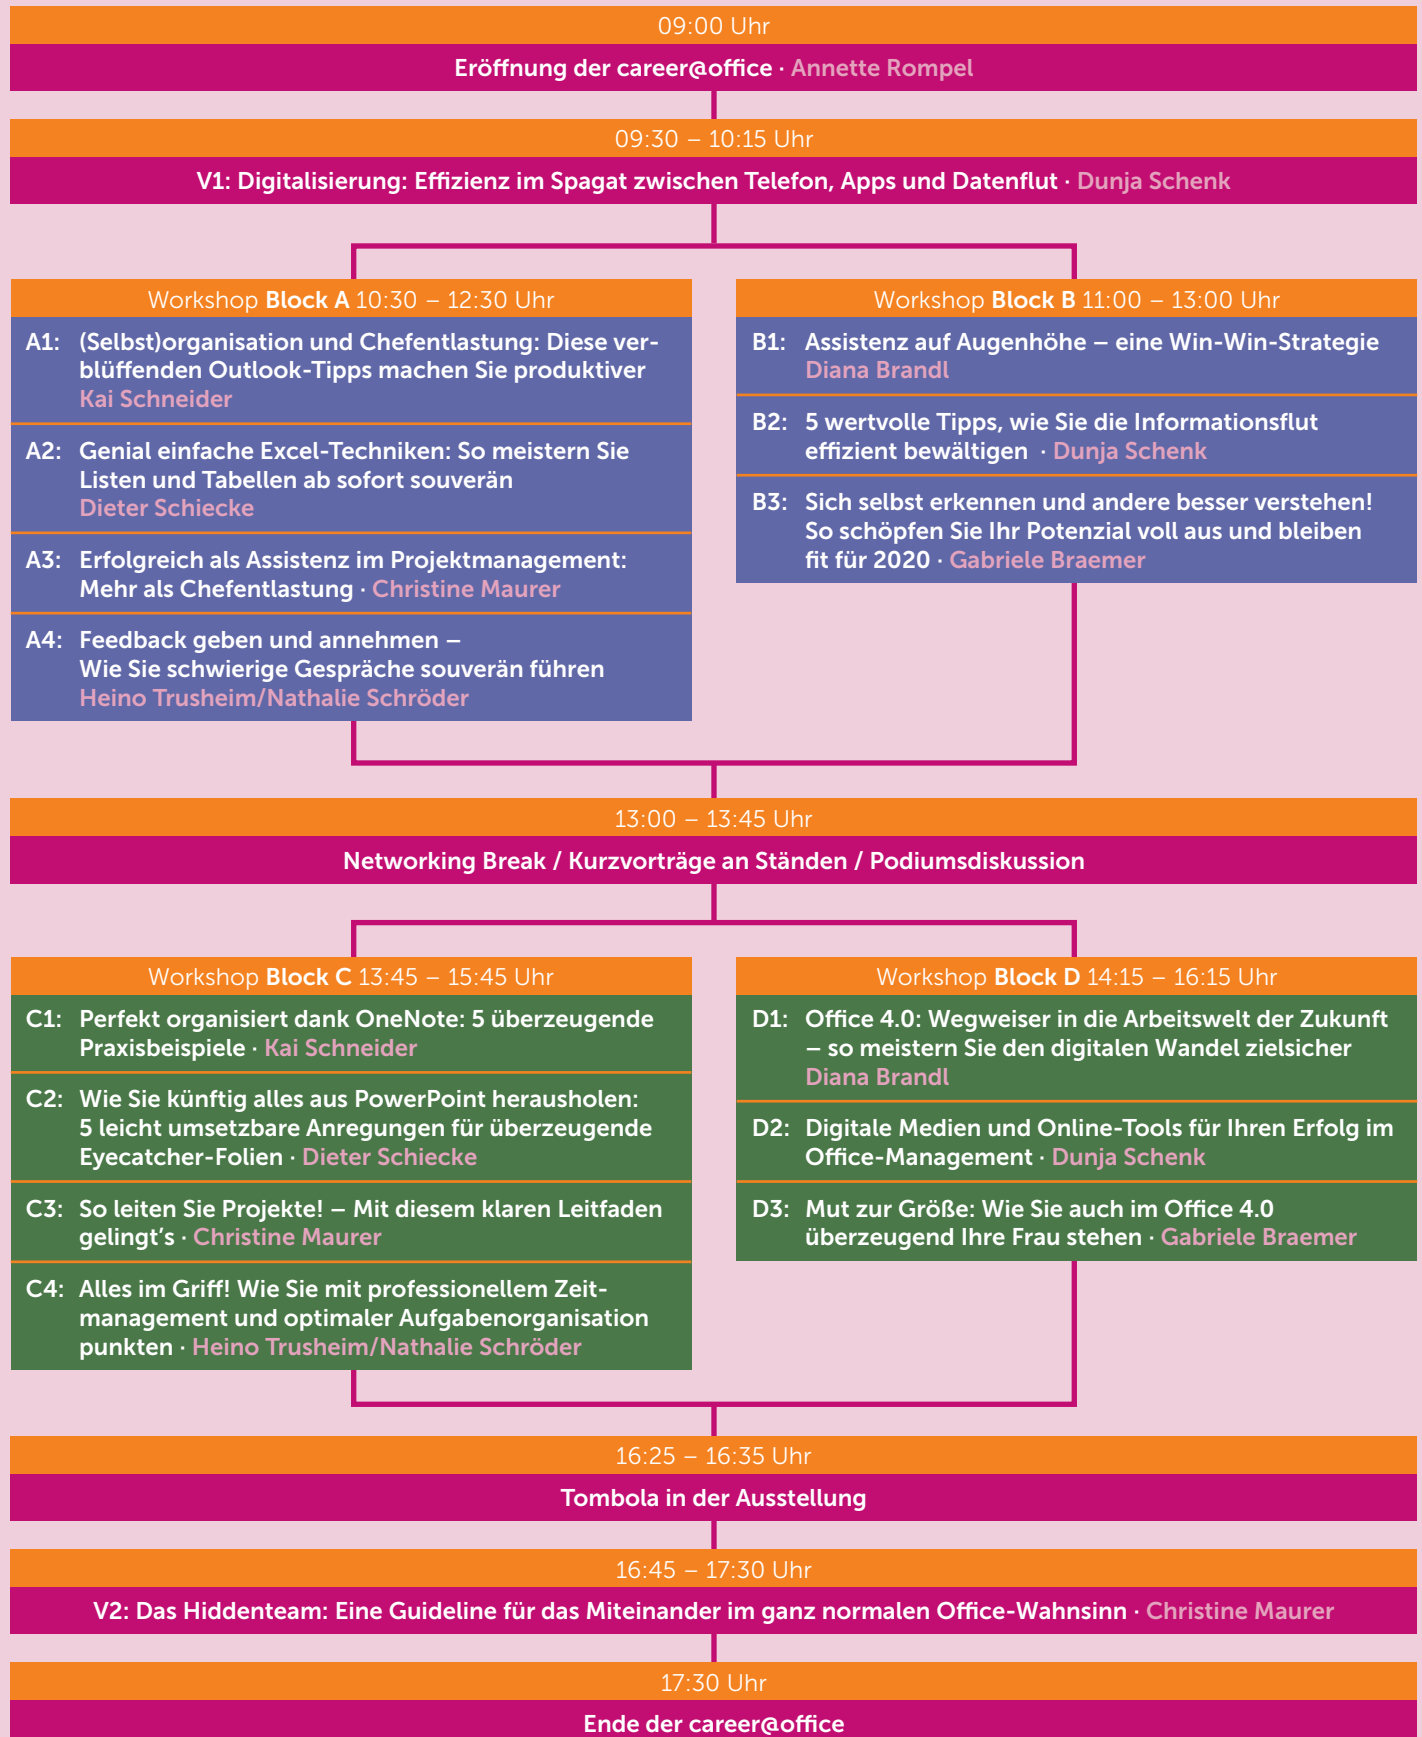 09:00 Uhr
Eröffnung der career@office · Annette Rompel
09:30 – 10:15 Uhr
V1: Digitalisierung: Effizienz im Spagat zwischen Telefon, Apps und Datenflut · Dunja Schenk
Workshop Block A 10:30 – 12:30 Uhr
A1: (Selbst)organisation und Chefentlastung: Diese ver-
blüffenden Outlook-Tipps machen Sie produktiver
Kai Schneider
A2: Genial einfache Excel-Techniken: So meistern Sie
Listen und Tabellen ab sofort souverän
Dieter Schiecke
A3: Erfolgreich als Assistenz im Projektmanagement:
Mehr als Chefentlastung · Christine Maurer
A4: Feedback geben und annehmen –
Wie Sie schwierige Gespräche souverän führen
Heino Trusheim/Nathalie Schröder
Workshop Block B 11:00 – 13:00 Uhr
B1: Assistenz auf Augenhöhe – eine Win-Win-Strategie
Diana Brandl
B2: 5 wertvolle Tipps, wie Sie die Informationsflut
effizient bewältigen · Dunja Schenk
B3: Sich selbst erkennen und andere besser verstehen!
So schöpfen Sie Ihr Potenzial voll aus und bleiben
fit für 2020 · Gabriele Braemer
13:00 – 13:45 Uhr
Networking Break / Kurzvorträge an Ständen / Podiumsdiskussion
Workshop Block C 13:45 – 15:45 Uhr
C1: Perfekt organisiert dank OneNote: 5 überzeugende
Praxisbeispiele · Kai Schneider
C2: Wie Sie künftig alles aus PowerPoint herausholen:
5 leicht umsetzbare Anregungen für überzeugende
Eyecatcher-Folien · Dieter Schiecke
C3: So leiten Sie Projekte! – Mit diesem klaren Leitfaden
gelingt’s · Christine Maurer
C4: Alles im Griff! Wie Sie mit professionellem Zeit-
management und optimaler Aufgabenorganisation
punkten · Heino Trusheim/Nathalie Schröder
Workshop Block D 14:15 – 16:15 Uhr
D1: Office 4.0: Wegweiser in die Arbeitswelt der Zukunft
– so meistern Sie den digitalen Wandel zielsicher
Diana Brandl
D2: Digitale Medien und Online-Tools für Ihren Erfolg im
Office-Management · Dunja Schenk
D3: Mut zur Größe: Wie Sie auch im Office 4.0
überzeugend Ihre Frau stehen · Gabriele Braemer
16:25 – 16:35 Uhr
Tombola in der Ausstellung
16:45 – 17:30 Uhr
V2: Das Hiddenteam: Eine Guideline für das Miteinander im ganz normalen Office-Wahnsinn · Christine Maurer
17:30 Uhr
Ende der career@office